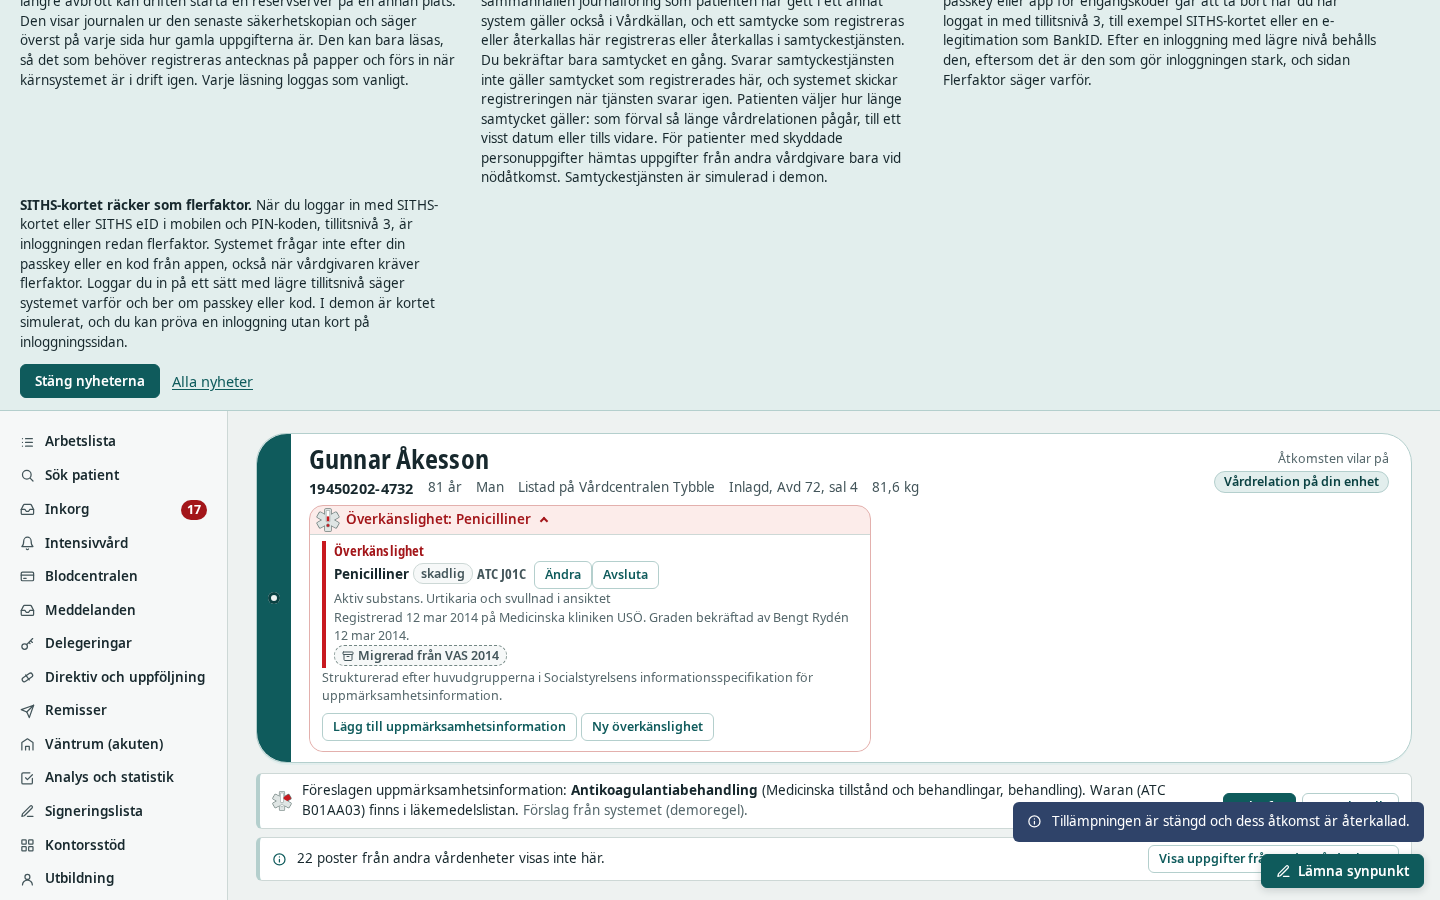 längre avbrott kan driften starta en reservserver på en annan plats.
Den visar journalen ur den senaste säkerhetskopian och säger
överst på varje sida hur gamla uppgifterna är. Den kan bara läsas,
så det som behöver registreras antecknas på papper och förs in när
kärnsystemet är i drift igen. Varje läsning loggas som vanligt.
sammanhållen journalföring som patienten har gett i ett annat
system gäller också i Vårdkällan, och ett samtycke som registreras
eller återkallas här registreras eller återkallas i samtyckestjänsten.
Du bekräftar bara samtycket en gång. Svarar samtyckestjänsten
inte gäller samtycket som registrerades här, och systemet skickar
registreringen när tjänsten svarar igen. Patienten väljer hur länge
samtycket gäller: som förval så länge vårdrelationen pågår, till ett
visst datum eller tills vidare. För patienter med skyddade
personuppgifter hämtas uppgifter från andra vårdgivare bara vid
nödåtkomst. Samtyckestjänsten är simulerad i demon.
passkey eller app för engångskoder går att ta bort när du har
loggat in med tillitsnivå 3, till exempel SITHS-kortet eller en e-
legitimation som BankID. Efter en inloggning med lägre nivå behålls
den, eftersom det är den som gör inloggningen stark, och sidan
Flerfaktor säger varför.
SITHS-kortet räcker som flerfaktor. När du loggar in med SITHS-
kortet eller SITHS eID i mobilen och PIN-koden, tillitsnivå 3, är
inloggningen redan flerfaktor. Systemet frågar inte efter din
passkey eller en kod från appen, också när vårdgivaren kräver
flerfaktor. Loggar du in på ett sätt med lägre tillitsnivå säger
systemet varför och ber om passkey eller kod. I demon är kortet
simulerat, och du kan pröva en inloggning utan kort på
inloggningsidan.
Stäng nyheterna
Alla nyheter
Arbetslista
Sök patient
Inkorg 17
Intensivvård
Blodcentralen
Meddelanden
Delegeringar
Direktiv och uppföljning
Remisser
Väntrum (akuten)
Analys och statistik
Signeringslista
Kontorsstöd
Utbildning
Gunnar Åkesson
19450202-4732 81 år Man Listad på Vårdcentralen Tybble Inlagd, Avd 72, sal 4 81,6 kg
Åtkomsten vilar på
Vårdrelation på din enhet
Överkänslighet: Penicilliner
Överkänslighet
Penicilliner skadlig ATC J01C Ändra Avsluta
Aktiv substans. Urtikaria och svullnad i ansiktet
Registrerad 12 mar 2014 på Medicinska kliniken USÖ. Graden bekräftad av Bengt Rydén
12 mar 2014.
Migrerad från VAS 2014
Strukturerad efter huvudgrupperna i Socialstyrelsens informationsspecifikation för
uppmärksamhetsinformation.
Lägg till uppmärksamhetsinformation Ny överkänslighet
Föreslagen uppmärksamhetsinformation: Antikoagulantiabehandling (Medicinska tillstånd och behandlingar, behandling). Waran (ATC
B01AA03) finns i läkemedelslistan. Förslag från systemet (demoregel).
Tillämpningen är stängd och dess åtkomst är återkallad.
22 poster från andra vårdenheter visas inte här.
Visa uppgifter
Lämna synpunkt